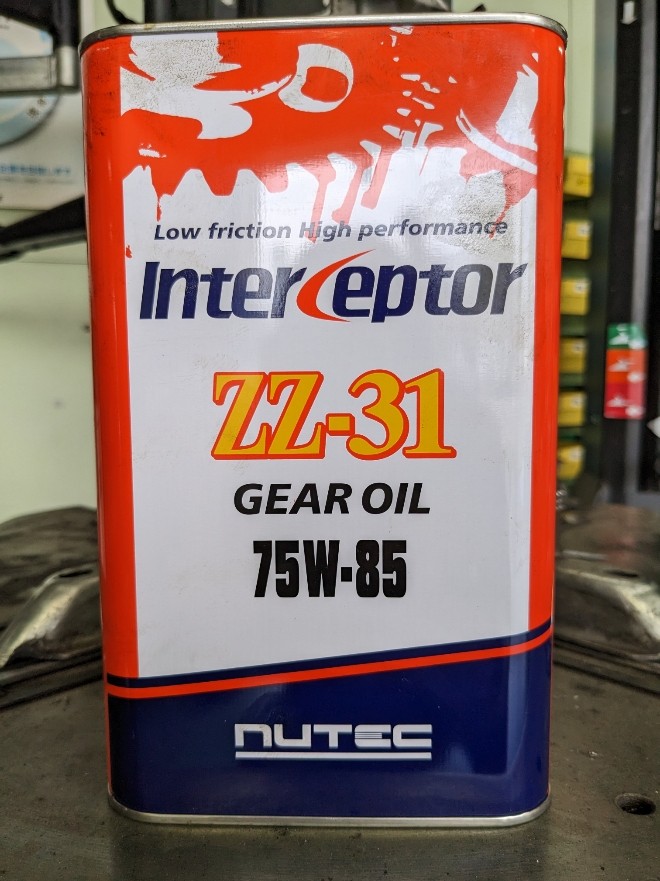 Low friction High performance
Interceptor
ZZ-31
GEAR OIL
75W-85
NUTEC